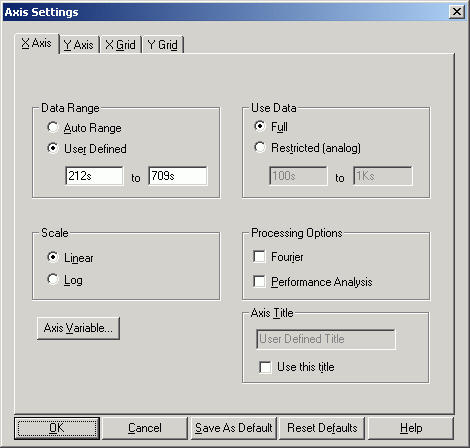 Axis Settings
X Axis Y Axis X Grid Y Grid
Data Range
Auto Range
User Defined
212s to 709s
Use Data
Full
Restricted (analog)
100s to 1Ks
Scale
Linear
Log
Processing Options
Fourier
Performance Analysis
Axis Variable...
Axis Title
User Defined Title
Use this title
OK Cancel Save As Default Reset Defaults Help